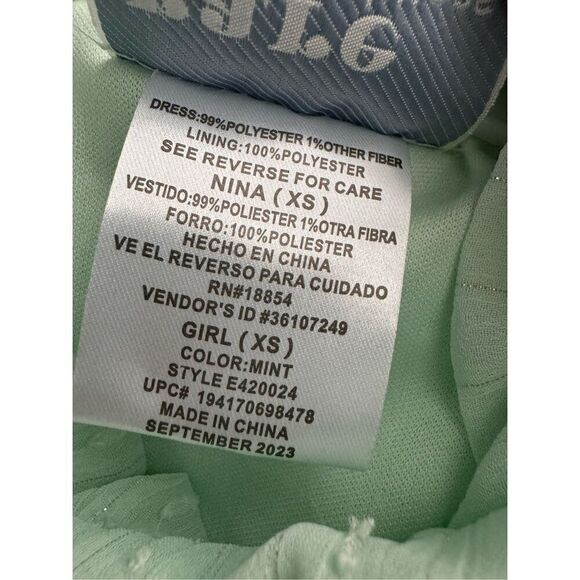 DRESS:99%POLYESTER 1%OTHER FIBER
LINING:100%POLYESTER
SEE REVERSE FOR CARE
NINA (XS)
VESTIDO:99%POLIESTER 1%OTRA FIBRA
FORRO:100%POLIESTER
HECHO EN CHINA
VE EL REVERSO PARA CUIDADO
RN#18854
VENDOR'S ID #36107249
GIRL (XS)
COLOR:MINT
STYLE E420024
UPC# 194170698478
MADE IN CHINA
SEPTEMBER 2023